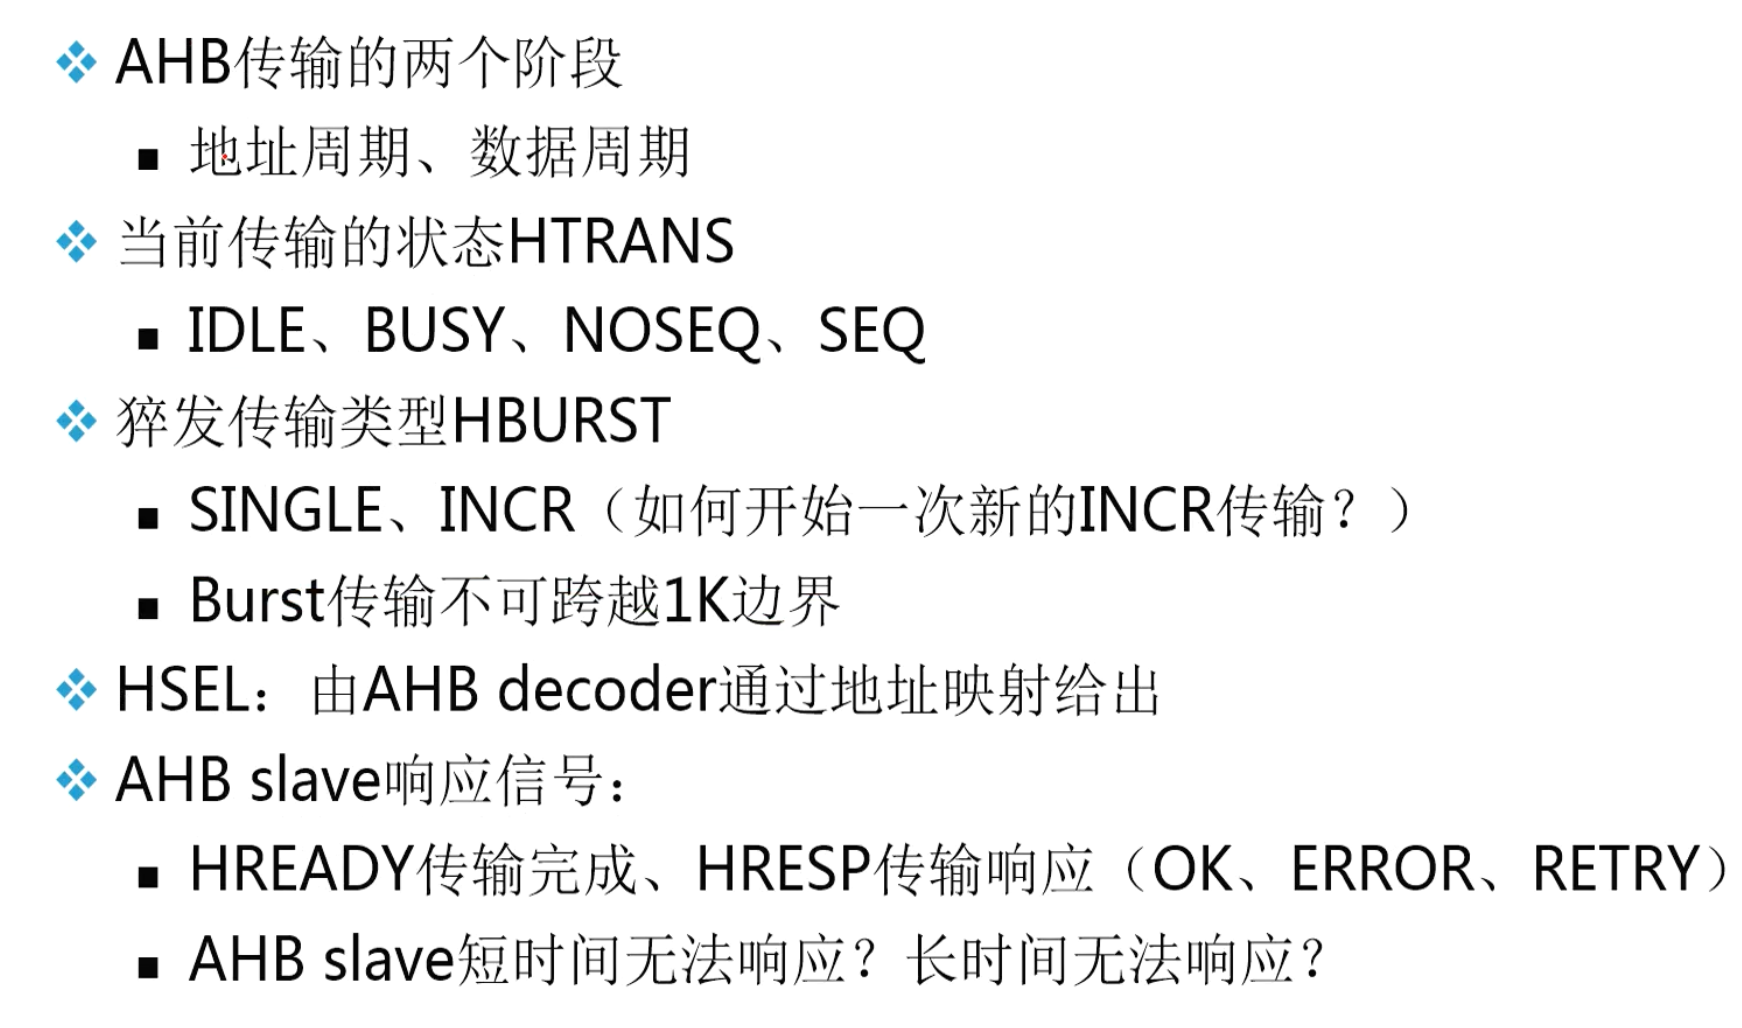 AHB传输的两个阶段
地址周期、数据周期
当前传输的状态HTRANS
IDLE、BUSY、NOSEQ、SEQ
猝发传输类型HBURST
SINGLE、INCR（如何开始一次新的INCR传输？）
Burst传输不可跨越1K边界
HSEL：由AHB decoder通过地址映射给出
AHB slave响应信号：
HREADY传输完成、HRESP传输响应（OK、ERROR、RETRY）
AHB slave短时间无法响应？长时间无法响应？